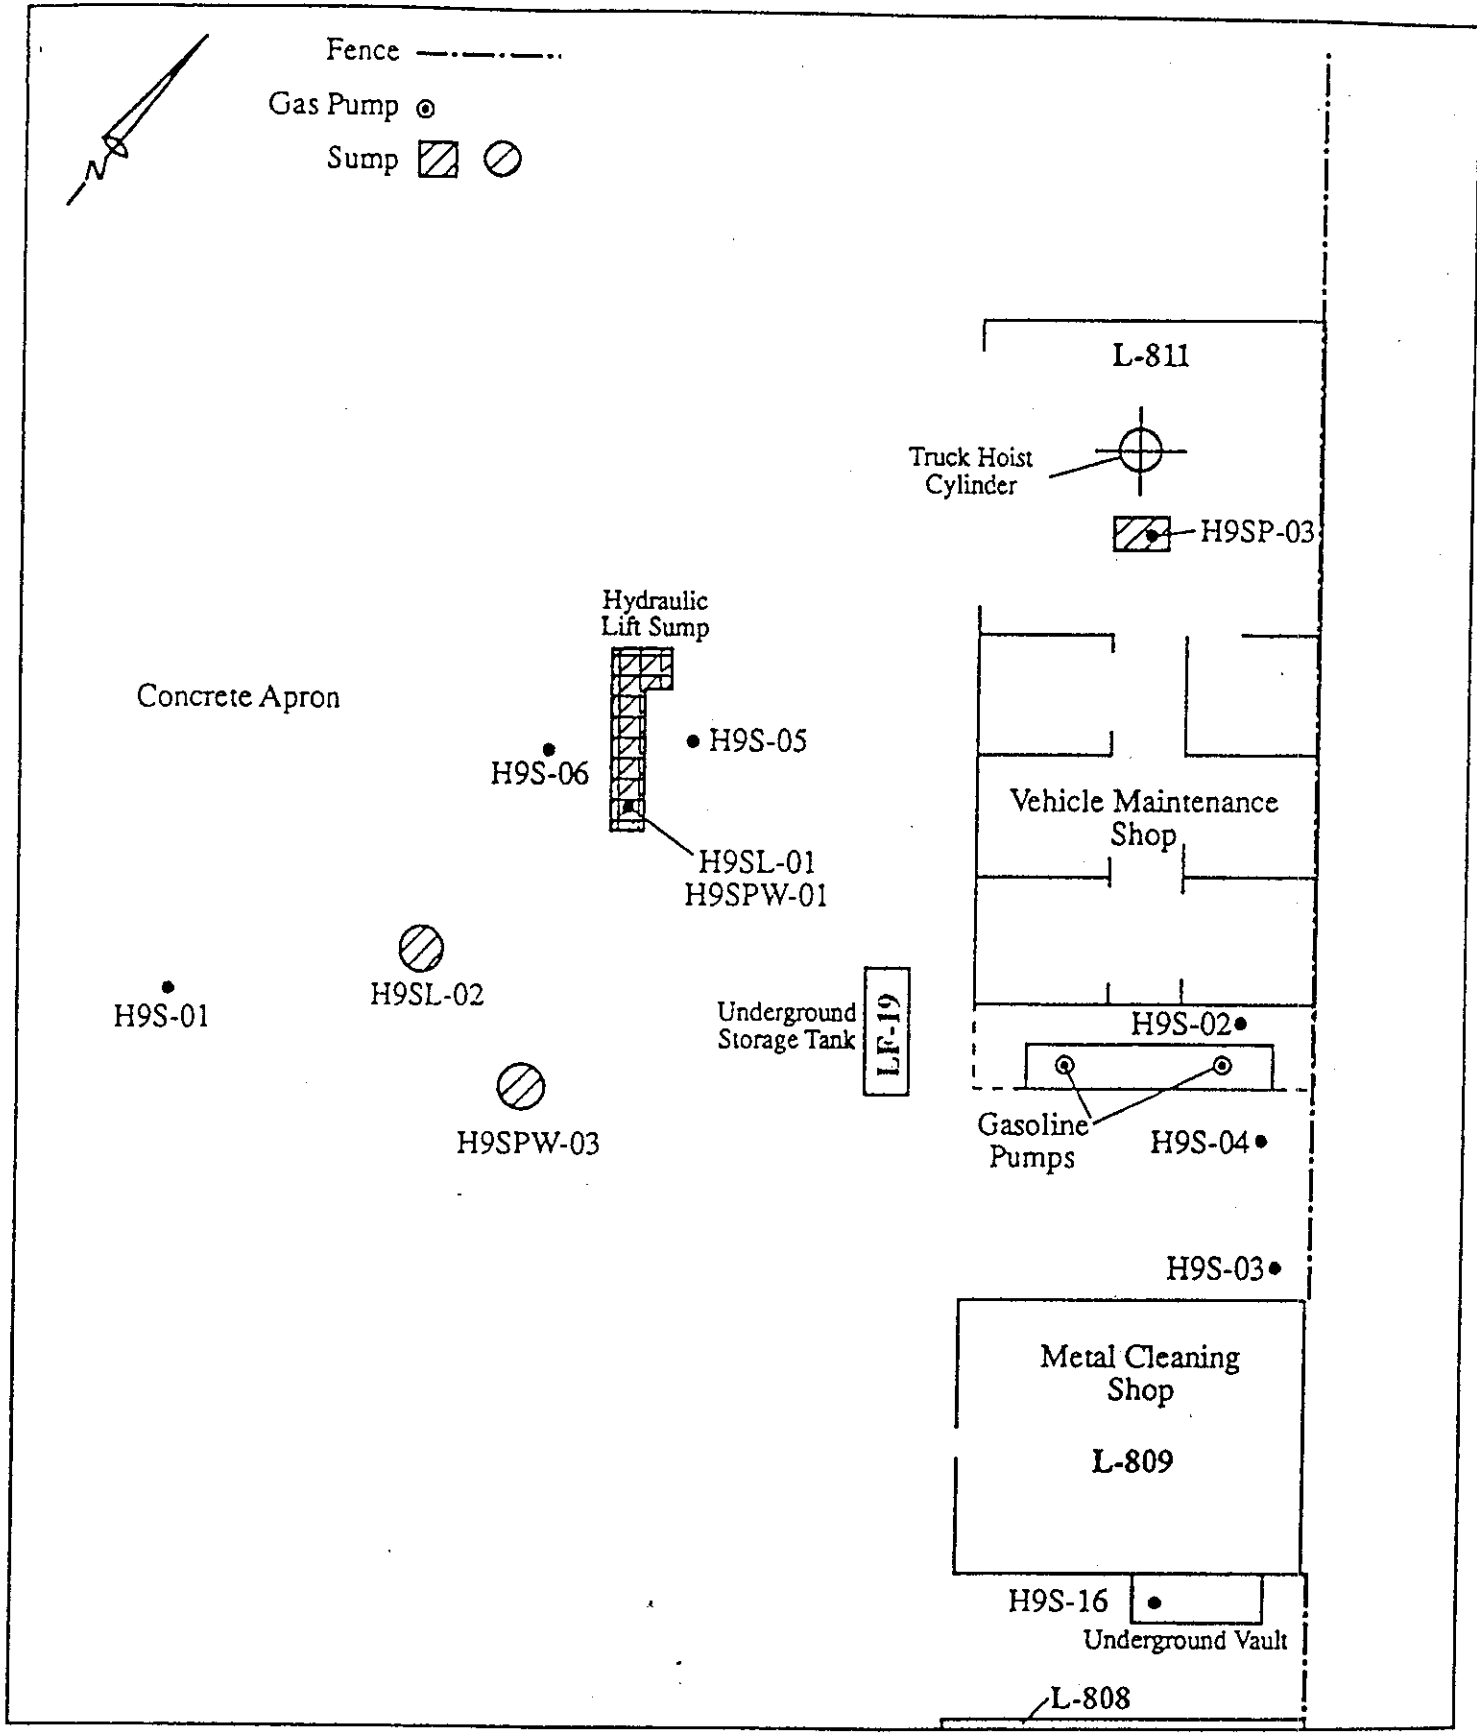 Fence
Gas Pump
Sump
N
L-811
Truck Hoist
Cylinder
H9SP-03
Hydraulic
Lift Sump
Concrete Apron
H9S-06
H9S-05
Vehicle Maintenance
Shop
H9SL-01
H9SPW-01
H9SL-02
H9S-01
Underground
Storage Tank
LF-19
H9S-02
H9SPW-03
Gasoline
Pumps
H9S-04
H9S-03
Metal Cleaning
Shop
L-809
H9S-16
Underground Vault
L-808